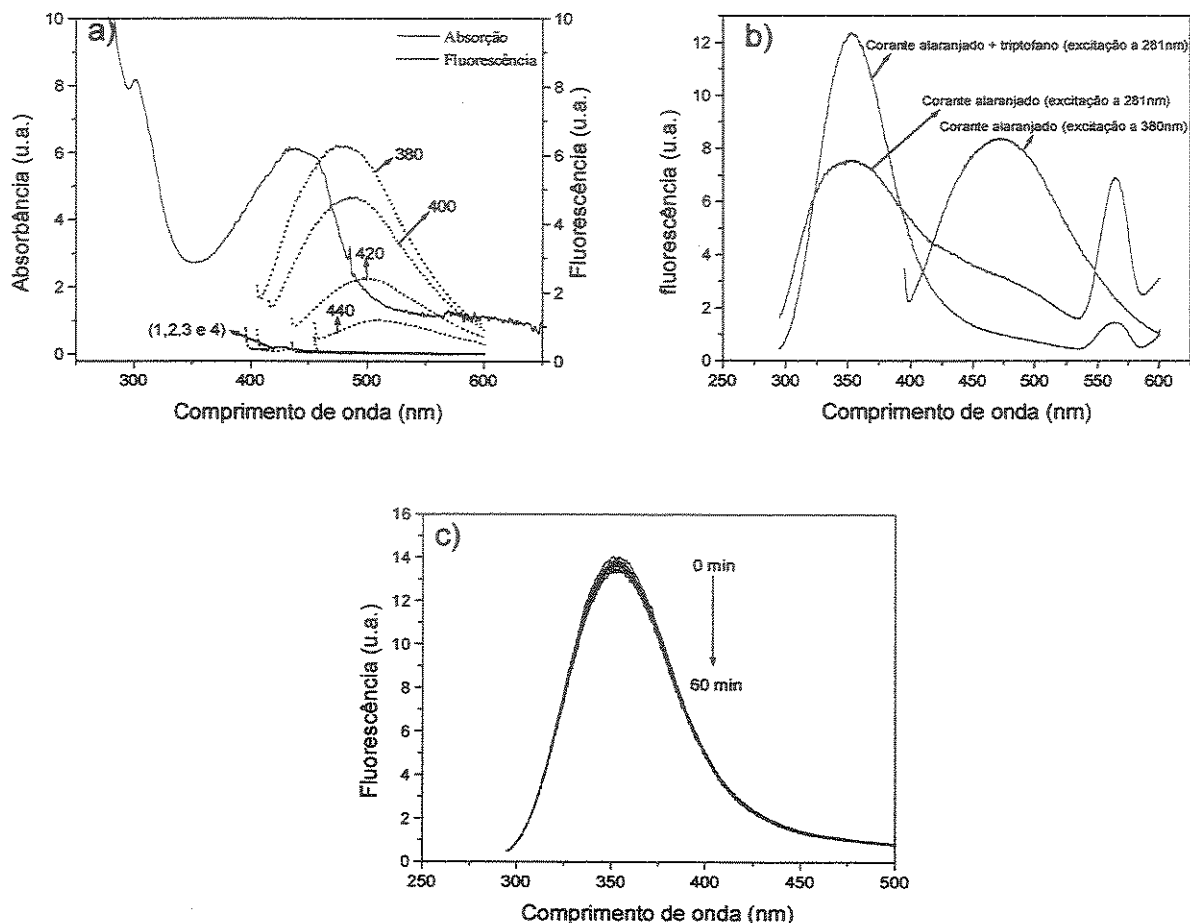 a)
Absorção
Fluorescência
380
400
420
440
(1,2,3 e 4)
10
8
6
4
2
0
10
8
6
4
2
0
300
400
500
600
Absorbância (u.a.)
Fluorescência (u.a.)
Comprimento de onda (nm)
b)
Corante alaranjado + triptofano (excitação a 281nm)
Corante alaranjado (excitação a 281nm)
Corante alaranjado (excitação a 380nm)
12
10
8
6
4
2
0
250
300
350
400
450
500
550
600
fluorescência (u.a.)
Comprimento de onda (nm)
c)
0 min
60 min
16
14
12
10
8
6
4
2
0
250
300
350
400
450
500
Fluorescência (u.a.)
Comprimento de onda (nm)